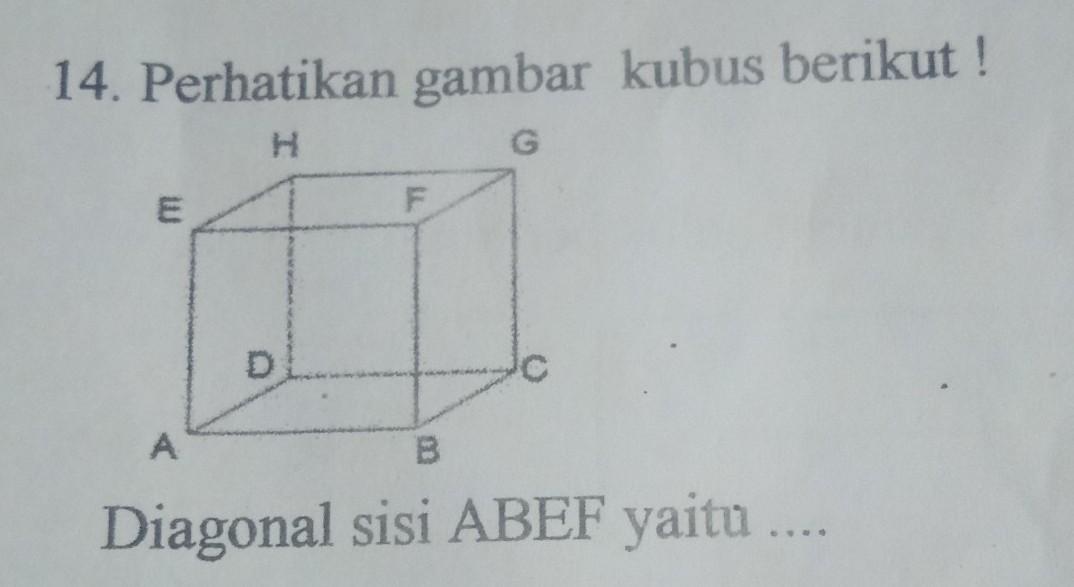 14. Perhatikan gambar kubus berikut !
H G
E F
D C
A B
Diagonal sisi ABEF yaitu ....